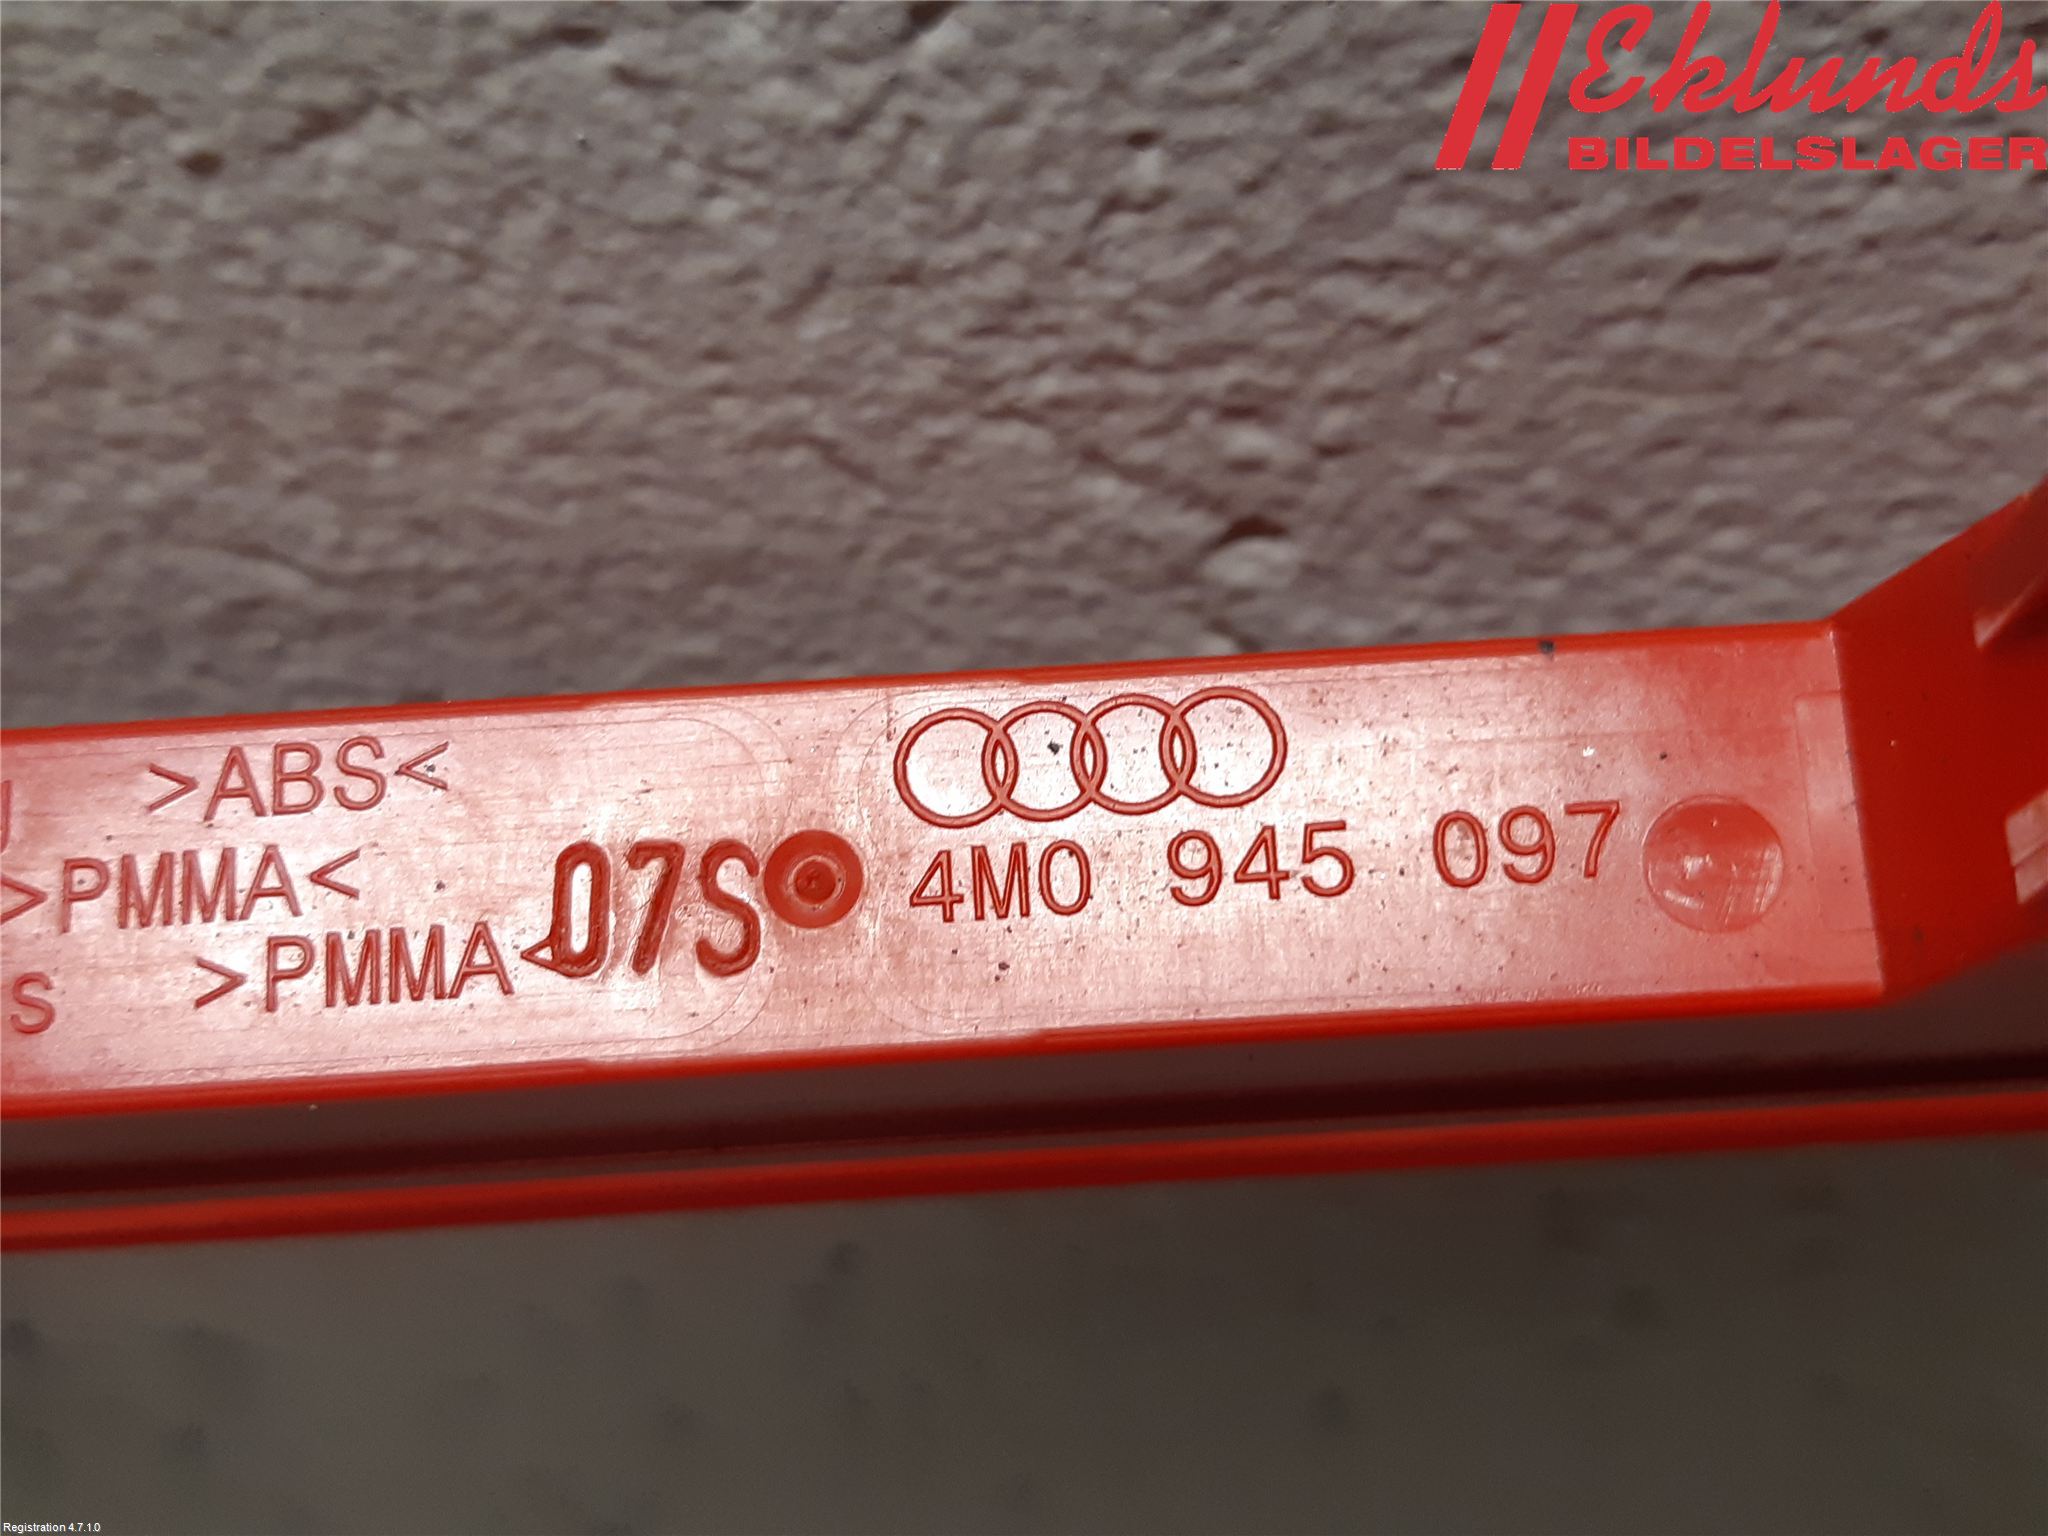 Eklunds
BILDELSLAGER
>ABS<
>PMMA<
S >PMMA<
07S
4M0 945 097
Registration 4.7.1.0